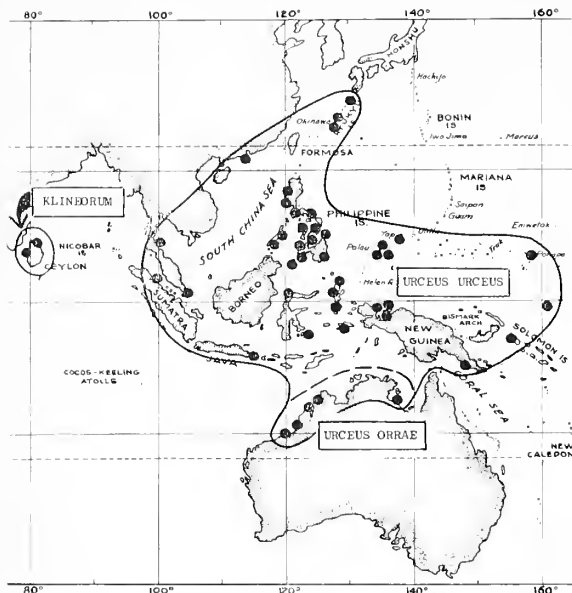 80° 100° 120° 140° 160°
HONSHU
Hachijo
BONIN
IS
Okinawa
Iwo Jima
Marcus
FORMOSA
MARIANA
IS
KLINEORUM
SOUTH CHINA SEA
PHILIPPINE
IS.
Saipan
Guam
Eniwetok
NICOBAR
IS
Yap
Ulithi
Truk
Ponape
CEYLON
Palau
BORNEO
Helen R
URCEUS URCEUS
SUMATRA
BISMARK
ARCH
NEW
GUINEA
SOLOMON IS
JAVA
COCOS-KEELING
ATOLLS
CORAL SEA
URCEUS ORRAE
NEW
CALEDON
80° 100° 120° 140° 160°